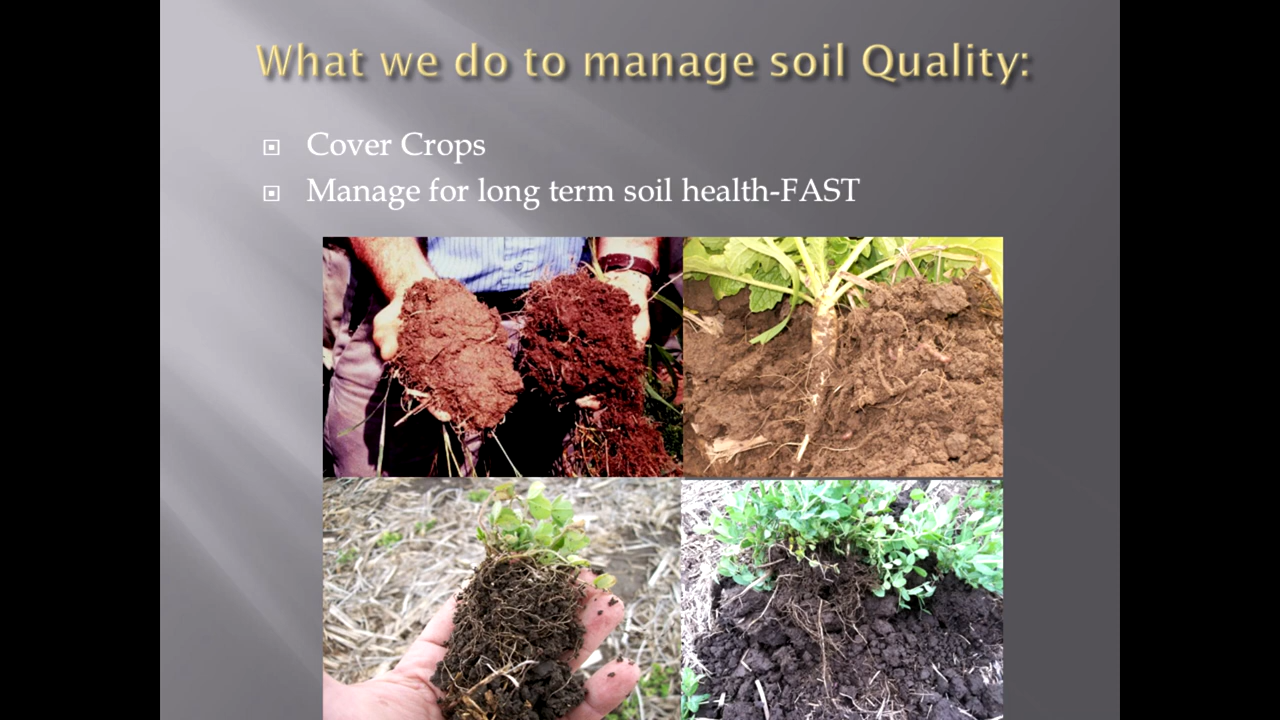 What we do to manage soil Quality:
Cover Crops
Manage for long term soil health-FAST